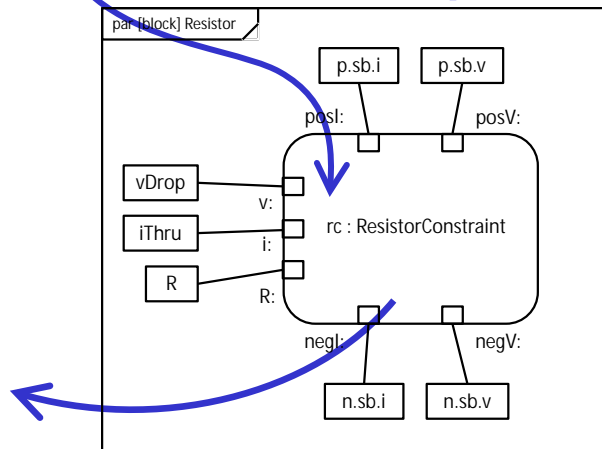 par [block] Resistor
p.sb.i
p.sb.v
posI:
posV:
vDrop
v:
iThru
rc : ResistorConstraint
i:
R
R:
negI:
negV:
n.sb.i
n.sb.v